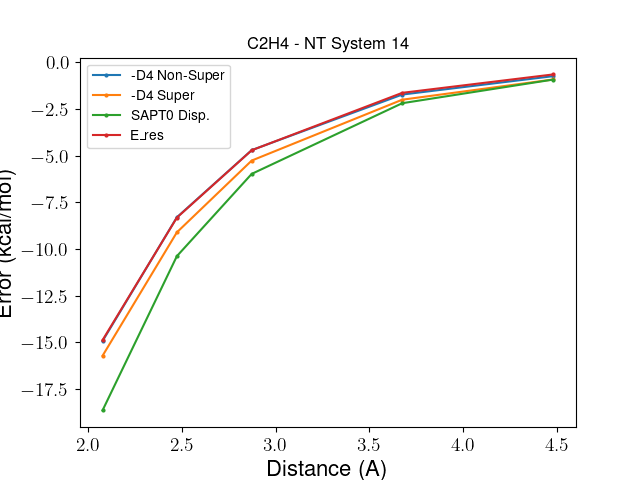 C2H4 - NT System 14
-D4 Non-Super
-D4 Super
SAPT0 Disp.
E_res
0.0
−2.5
−5.0
−7.5
−10.0
−12.5
−15.0
−17.5
Error (kcal/mol)
2.0 2.5 3.0 3.5 4.0 4.5
Distance (A)